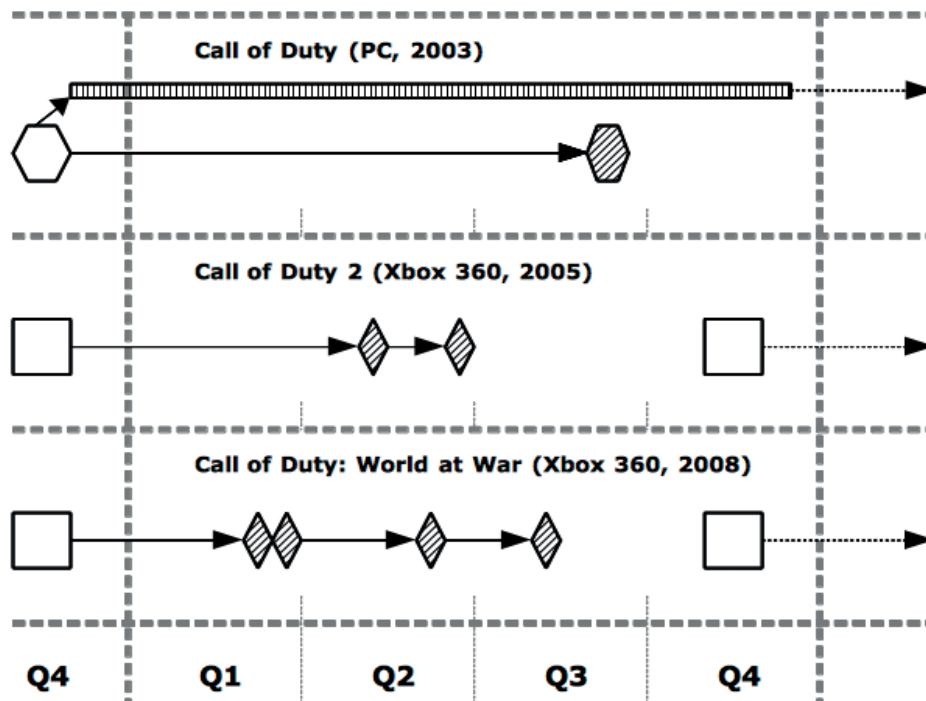 Call of Duty (PC, 2003)
Call of Duty 2 (Xbox 360, 2005)
Call of Duty: World at War (Xbox 360, 2008)
Q4 Q1 Q2 Q3 Q4